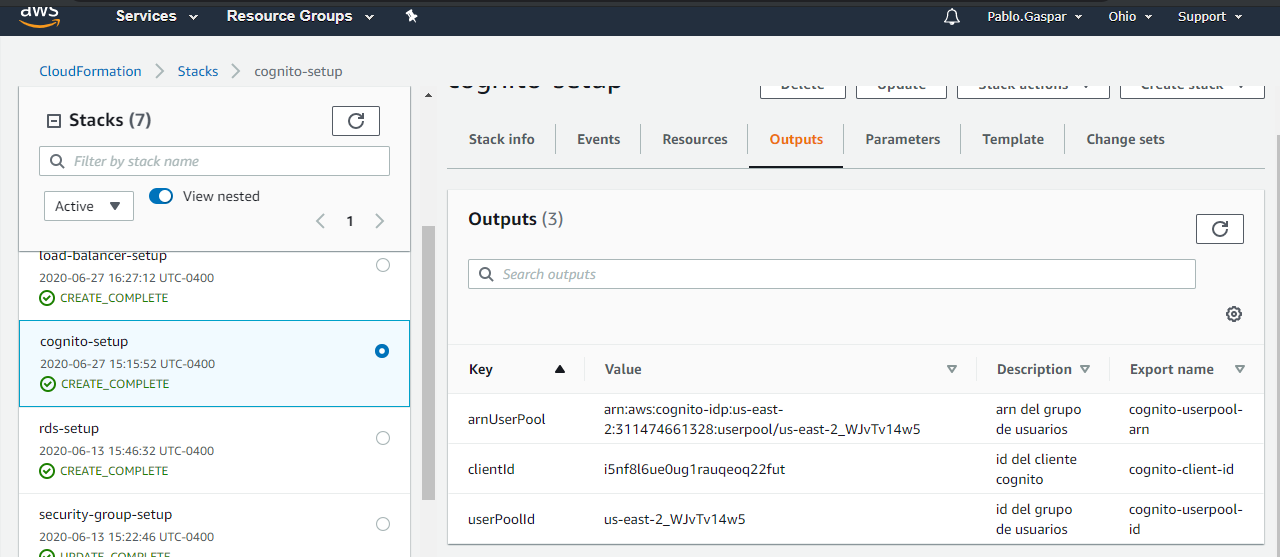 aws
Services
Resource Groups
Pablo.Gaspar
Ohio
Support
CloudFormation
Stacks
cognito-setup
Stacks (7)
Filter by stack name
Active
View nested
1
load-balancer-setup
2020-06-27 16:27:12 UTC-0400
CREATE_COMPLETE
cognito-setup
2020-06-27 15:15:52 UTC-0400
CREATE_COMPLETE
rds-setup
2020-06-13 15:46:32 UTC-0400
CREATE_COMPLETE
security-group-setup
2020-06-13 15:22:46 UTC-0400
UPDATE_COMPLETE
cognito-setup
Delete
Update
Stack actions
Create stack
Stack info
Events
Resources
Outputs
Parameters
Template
Change sets
Outputs (3)
Search outputs
Key
Value
Description
Export name
arnUserPool
arn:aws:cognito-idp:us-east-
2:311474661328:userpool/us-east-2_WJvTv14w5
arn del grupo
de usuarios
cognito-userpool-
arn
clientId
i5nf8l6ue0ug1rauqeoq22fut
id del cliente
cognito
cognito-client-id
userPoolId
us-east-2_WJvTv14w5
id del grupo
de usuarios
cognito-userpool-
id